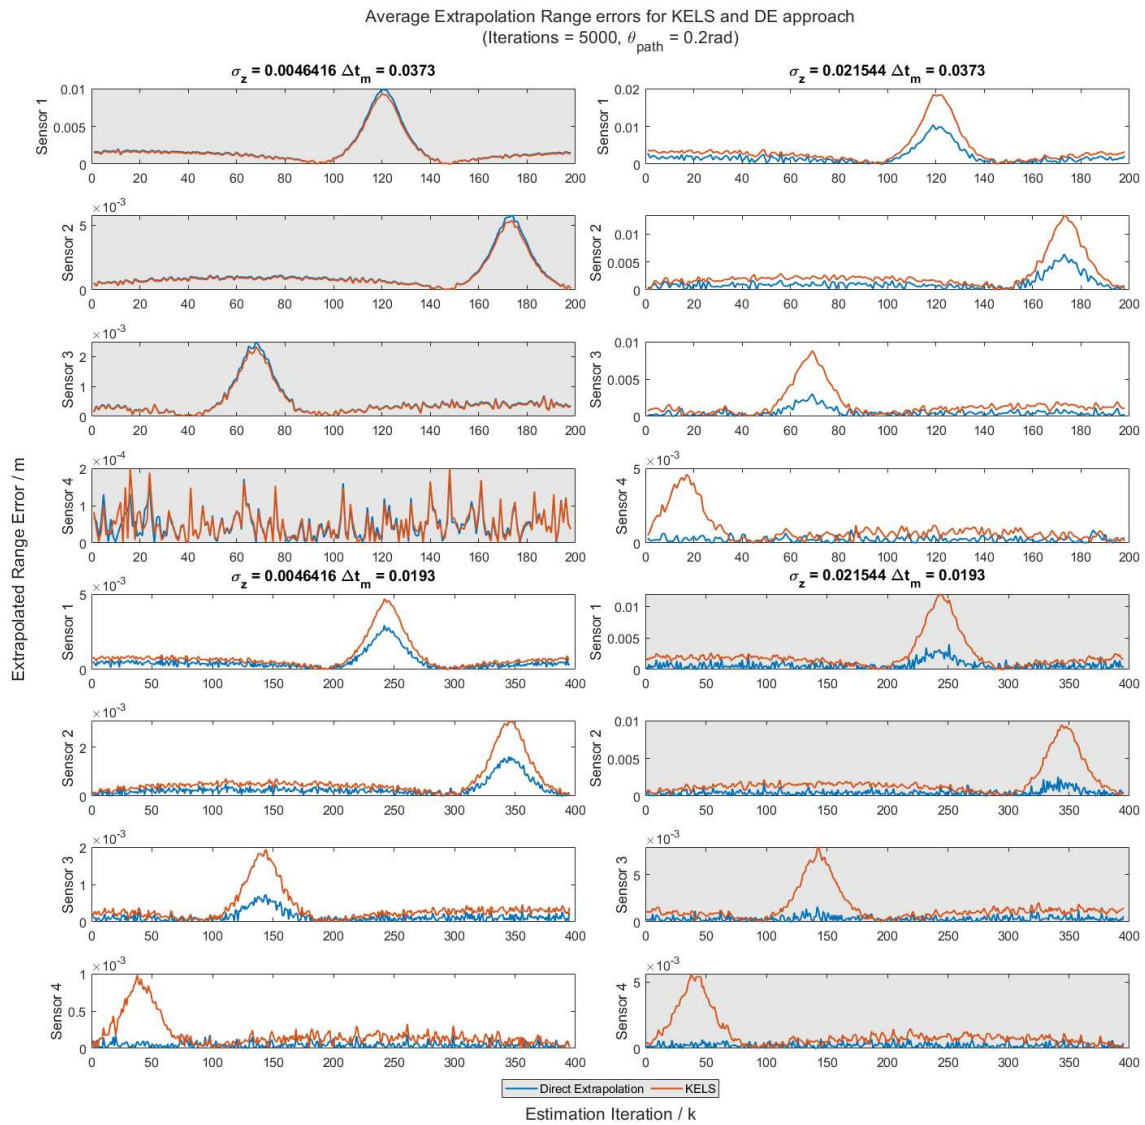 Average Extrapolation Range errors for KELS and DE approach
(Iterations = 5000, θpath = 0.2rad)
σz = 0.0046416 Δtm = 0.0373
Sensor 1
0.01
0.005
0
0 20 40 60 80 100 120 140 160 180 200
×10-3
Sensor 2
5
0
0 20 40 60 80 100 120 140 160 180 200
×10-3
Sensor 3
2
1
0
0 20 40 60 80 100 120 140 160 180 200
×10-4
Sensor 4
2
1
0
0 20 40 60 80 100 120 140 160 180 200
σz = 0.021544 Δtm = 0.0373
Sensor 1
0.02
0.01
0
0 20 40 60 80 100 120 140 160 180 200
Sensor 2
0.01
0.005
0
0 20 40 60 80 100 120 140 160 180 200
Sensor 3
0.01
0.005
0
0 20 40 60 80 100 120 140 160 180 200
×10-3
Sensor 4
5
0
0 20 40 60 80 100 120 140 160 180 200
Extrapolated Range Error / m
σz = 0.0046416 Δtm = 0.0193
×10-3
Sensor 1
5
0
0 50 100 150 200 250 300 350 400
×10-3
Sensor 2
2
0
0 50 100 150 200 250 300 350 400
×10-3
Sensor 3
2
1
0
0 50 100 150 200 250 300 350 400
×10-3
Sensor 4
1
0.5
0
0 50 100 150 200 250 300 350 400
σz = 0.021544 Δtm = 0.0193
Sensor 1
0.01
0.005
0
0 50 100 150 200 250 300 350 400
Sensor 2
0.01
0.005
0
0 50 100 150 200 250 300 350 400
×10-3
Sensor 3
5
0
0 50 100 150 200 250 300 350 400
×10-3
Sensor 4
5
0
0 50 100 150 200 250 300 350 400
Direct Extrapolation KELS
Estimation Iteration / k